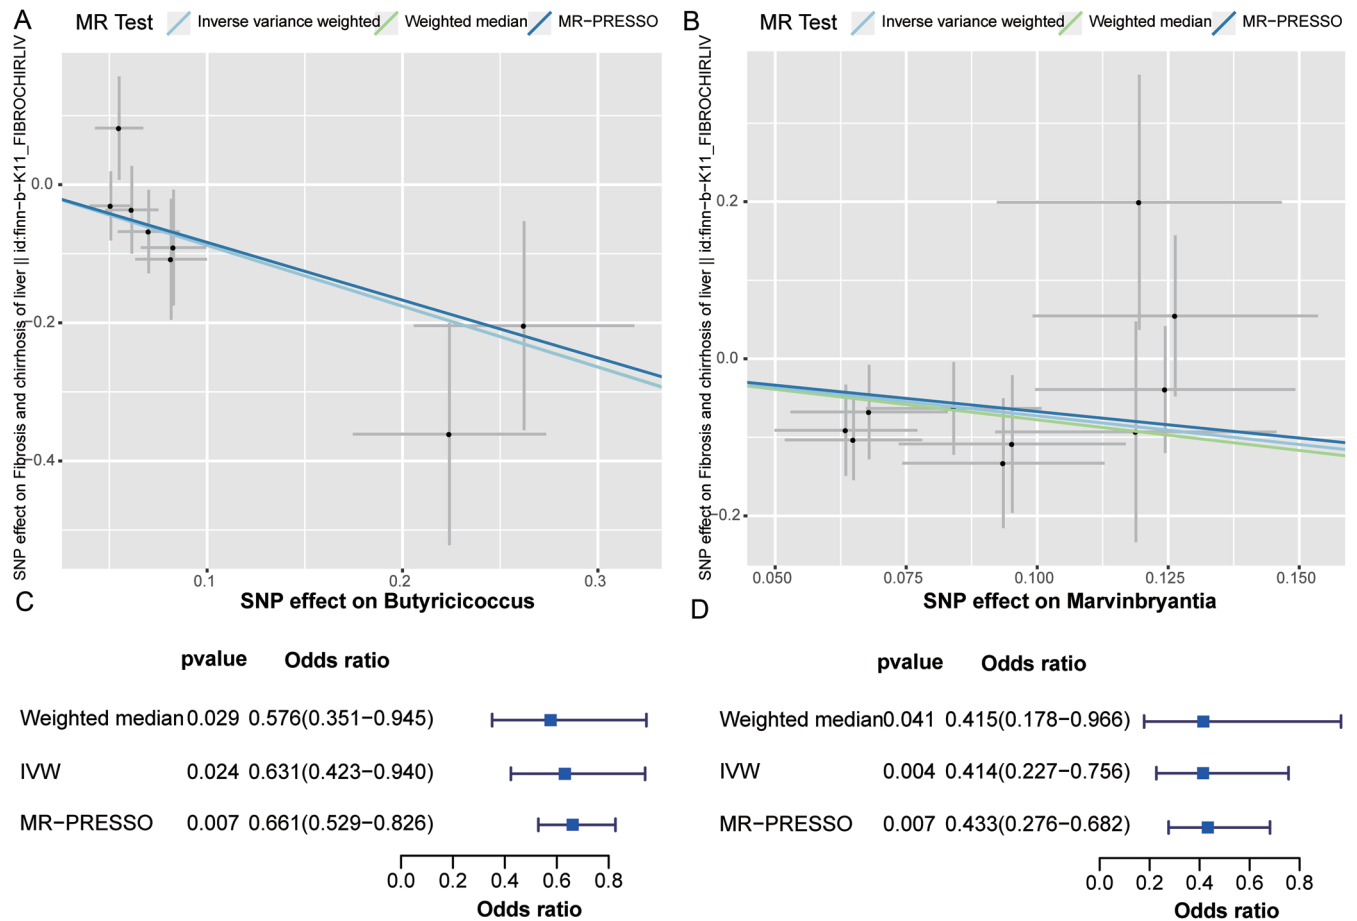 A
MR Test
Inverse variance weighted
Weighted median
MR−PRESSO
SNP effect on Fibrosis and chirrhosis of liver || id:finn−b−K11_FIBROCHIRLIV
0.0
−0.2
−0.4
0.1
0.2
0.3
SNP effect on Butyricicoccus
B
MR Test
Inverse variance weighted
Weighted median
MR−PRESSO
SNP effect on Fibrosis and chirrhosis of liver || id:finn−b−K11_FIBROCHIRLIV
0.2
0.0
−0.2
0.050
0.075
0.100
0.125
0.150
SNP effect on Marvinbryantia
C
pvalue Odds ratio
Weighted median 0.029 0.576(0.351−0.945)
IVW 0.024 0.631(0.423−0.940)
MR−PRESSO 0.007 0.661(0.529−0.826)
0.0 0.2 0.4 0.6 0.8
Odds ratio
D
pvalue Odds ratio
Weighted median 0.041 0.415(0.178−0.966)
IVW 0.004 0.414(0.227−0.756)
MR−PRESSO 0.007 0.433(0.276−0.682)
0.0 0.2 0.4 0.6 0.8
Odds ratio